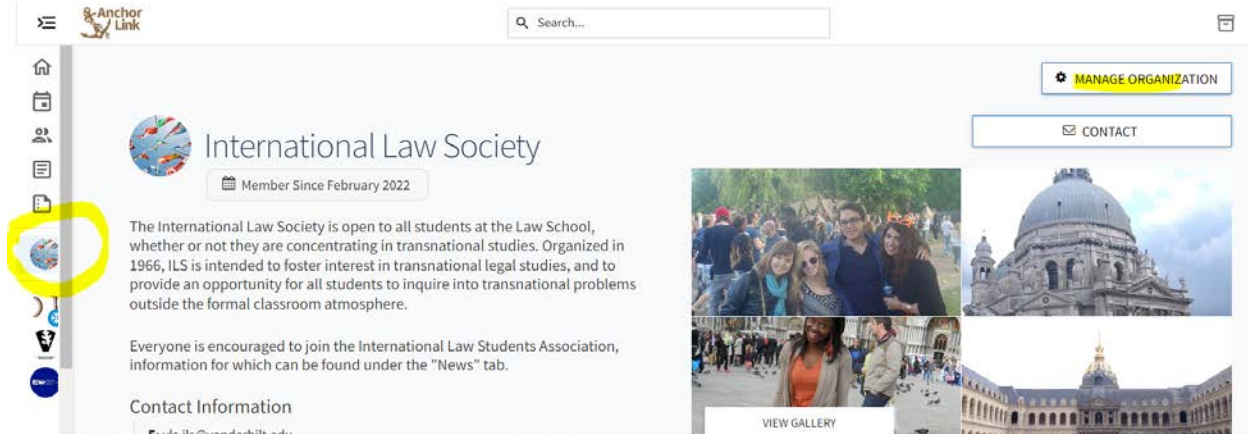 Anchor
Link
Search...
MANAGE ORGANIZATION
CONTACT
International Law Society
Member Since February 2022
The International Law Society is open to all students at the Law School,
whether or not they are concentrating in transnational studies. Organized in
1966, ILS is intended to foster interest in transnational legal studies, and to
provide an opportunity for all students to inquire into transnational problems
outside the formal classroom atmosphere.
Everyone is encouraged to join the International Law Students Association,
information for which can be found under the "News" tab.
Contact Information
VIEW GALLERY